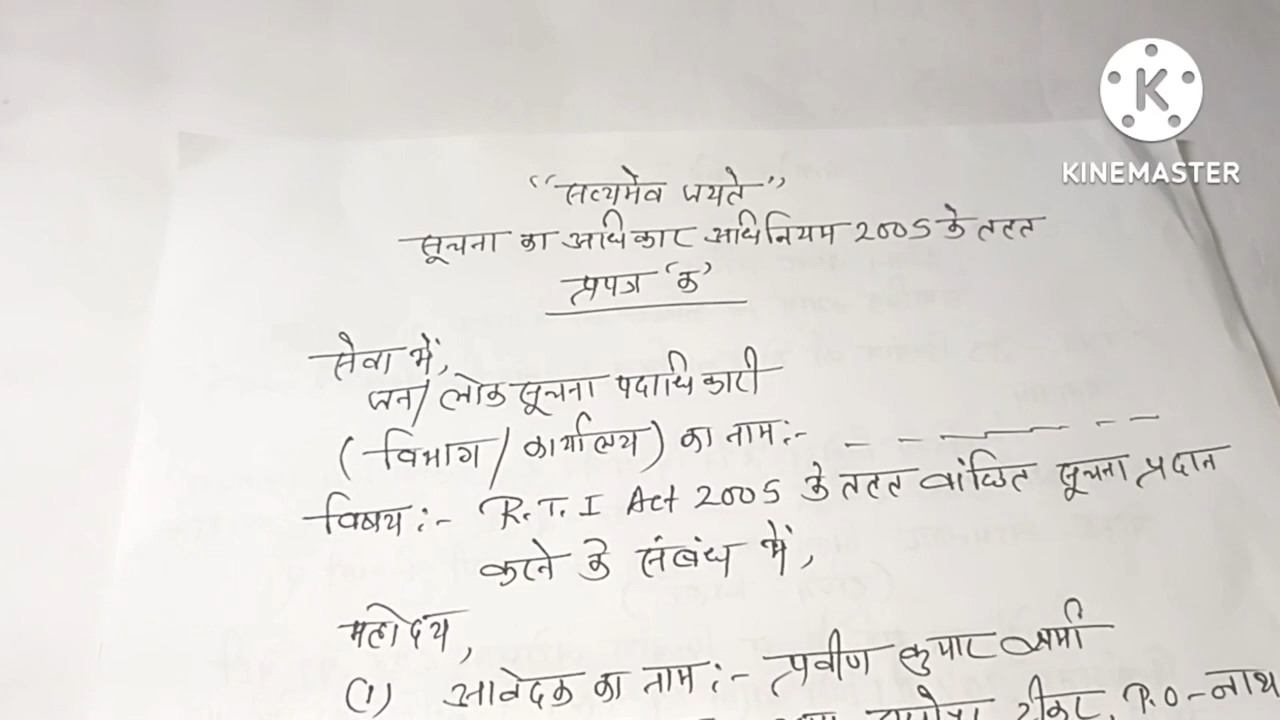 "सत्यमेव जयते"
सूचना का अधिकार अधिनियम 2005 के तहत
प्रपत्र 'क'
सेवा में,
जन/लोक सूचना पदाधिकारी
(विभाग/कार्यालय) का नाम:- _ _ ____ _ _
विषय:- R.T.I Act 2005 के तहत वांछित सूचना प्रदान
करने के संबंध में,
महोदय,
(1) आवेदक का नाम:- प्रवीण कुमार शर्मा
P.O-नाथ
K
KINEMASTER